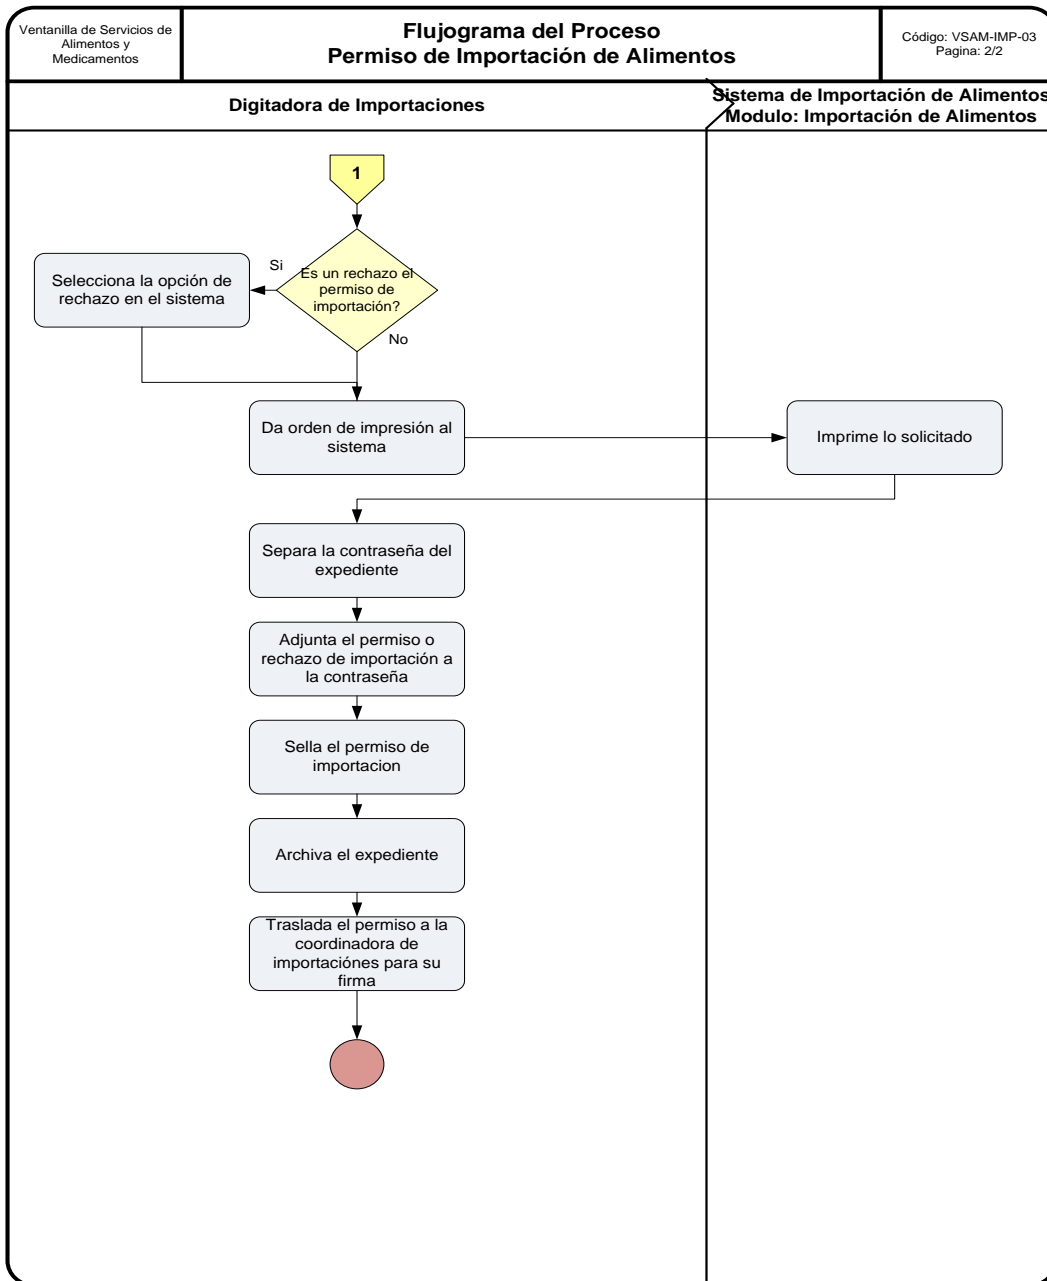 Ventanilla de Servicios de
Alimentos y
Medicamentos
Flujograma del Proceso
Permiso de Importación de Alimentos
Código: VSAM-IMP-03
Pagina: 2/2
Digitadora de Importaciones
Sistema de Importación de Alimentos
Modulo: Importación de Alimentos
1
Es un rechazo el
permiso de
importación?
Si
No
Selecciona la opción de
rechazo en el sistema
Da orden de impresión al
sistema
Imprime lo solicitado
Separa la contraseña del
expediente
Adjunta el permiso o
rechazo de importación a
la contraseña
Sella el permiso de
importacion
Archiva el expediente
Traslada el permiso a la
coordinadora de
importaciónes para su
firma